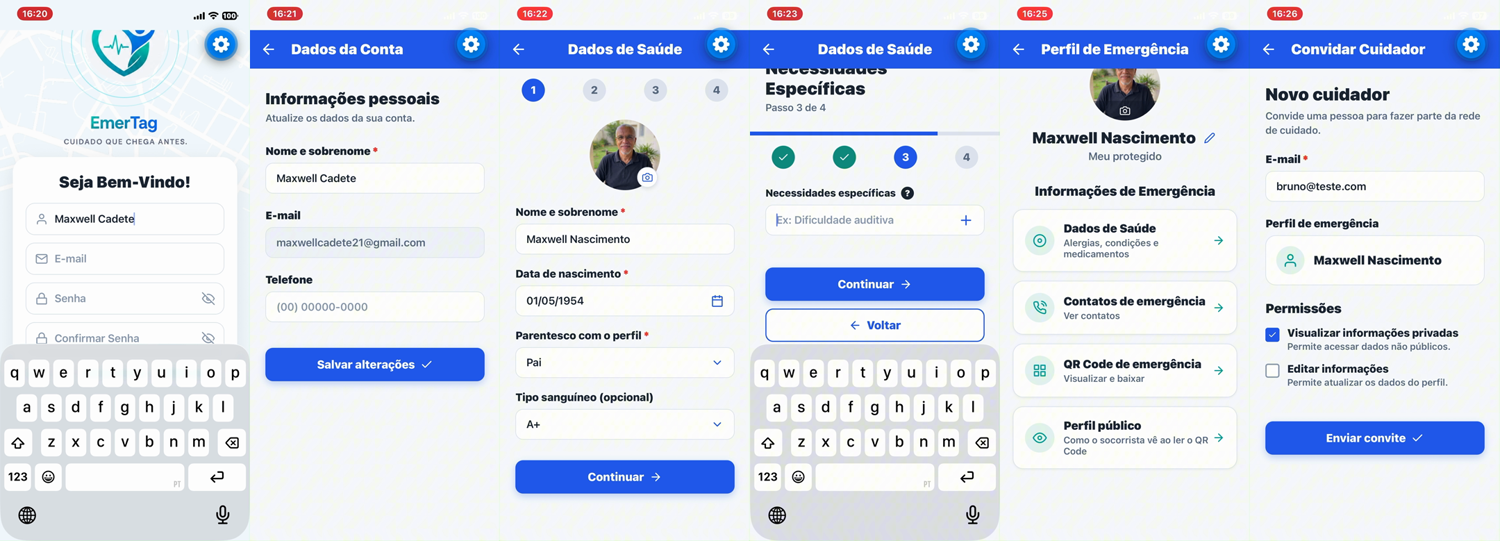 16:20
100
EmerTag
CUIDADO QUE CHEGA ANTES.
Seja Bem-Vindo!
Maxwell Cadete
E-mail
Senha
Confirmar Senha
q w e r t y u i o p
a s d f g h j k l
z x c v b n m
123
PT
16:21
Dados da Conta
Informações pessoais
Atualize os dados da sua conta.
Nome e sobrenome *
Maxwell Cadete
E-mail
maxwellcadete21@gmail.com
Telefone
(00) 00000-0000
Salvar alterações
16:22
Dados de Saúde
1 2 3 4
Nome e sobrenome *
Maxwell Nascimento
Data de nascimento *
01/05/1954
Parentesco com o perfil *
Pai
Tipo sanguíneo (opcional)
A+
Continuar
16:23
Dados de Saúde
Necessidades
Específicas
Passo 3 de 4
3 4
Necessidades específicas ?
Ex: Dificuldade auditiva
Continuar
Voltar
q w e r t y u i o p
a s d f g h j k l
z x c v b n m
123
PT
16:25
Perfil de Emergência
Maxwell Nascimento
Meu protegido
Informações de Emergência
Dados de Saúde
Alergias, condições e
medicamentos
Contatos de emergência
Ver contatos
QR Code de emergência
Visualizar e baixar
Perfil público
Como o socorrista vê ao ler o QR
Code
16:26
Convidar Cuidador
Novo cuidador
Convide uma pessoa para fazer parte da rede
de cuidado.
E-mail *
bruno@teste.com
Perfil de emergência
Maxwell Nascimento
Permissões
Visualizar informações privadas
Permite acessar dados não públicos.
Editar informações
Permite atualizar os dados do perfil.
Enviar convite